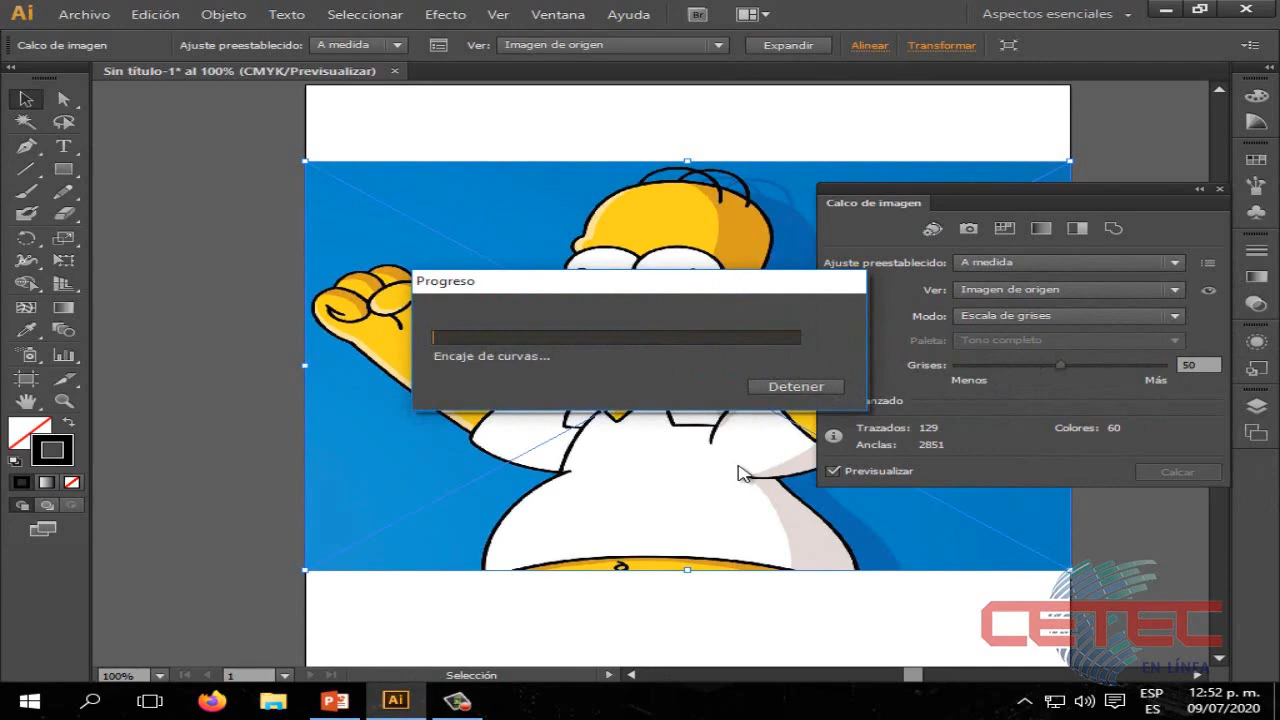 Ai Archivo Edición Objeto Texto Seleccionar Efecto Ver Ventana Ayuda Br Aspectos esenciales
Calco de imagen Ajuste preestablecido: A medida Ver: Imagen de origen Expandir Alinear Transformar
Sin título-1* al 100% (CMYK/Previsualizar)
Calco de imagen
Ajuste preestablecido: A medida
Ver: Imagen de origen
Modo: Escala de grises
Paleta: Tono completo
Grises: 50
Menos Más
anzado
Trazados: 129 Colores: 60
Anclas: 2851
Previsualizar Calcar
Progreso
Encaje de curvas...
Detener
CETEC
EN LÍNEA
100% 1 Selección
Ai
ESP
ES
12:52 p. m.
09/07/2020